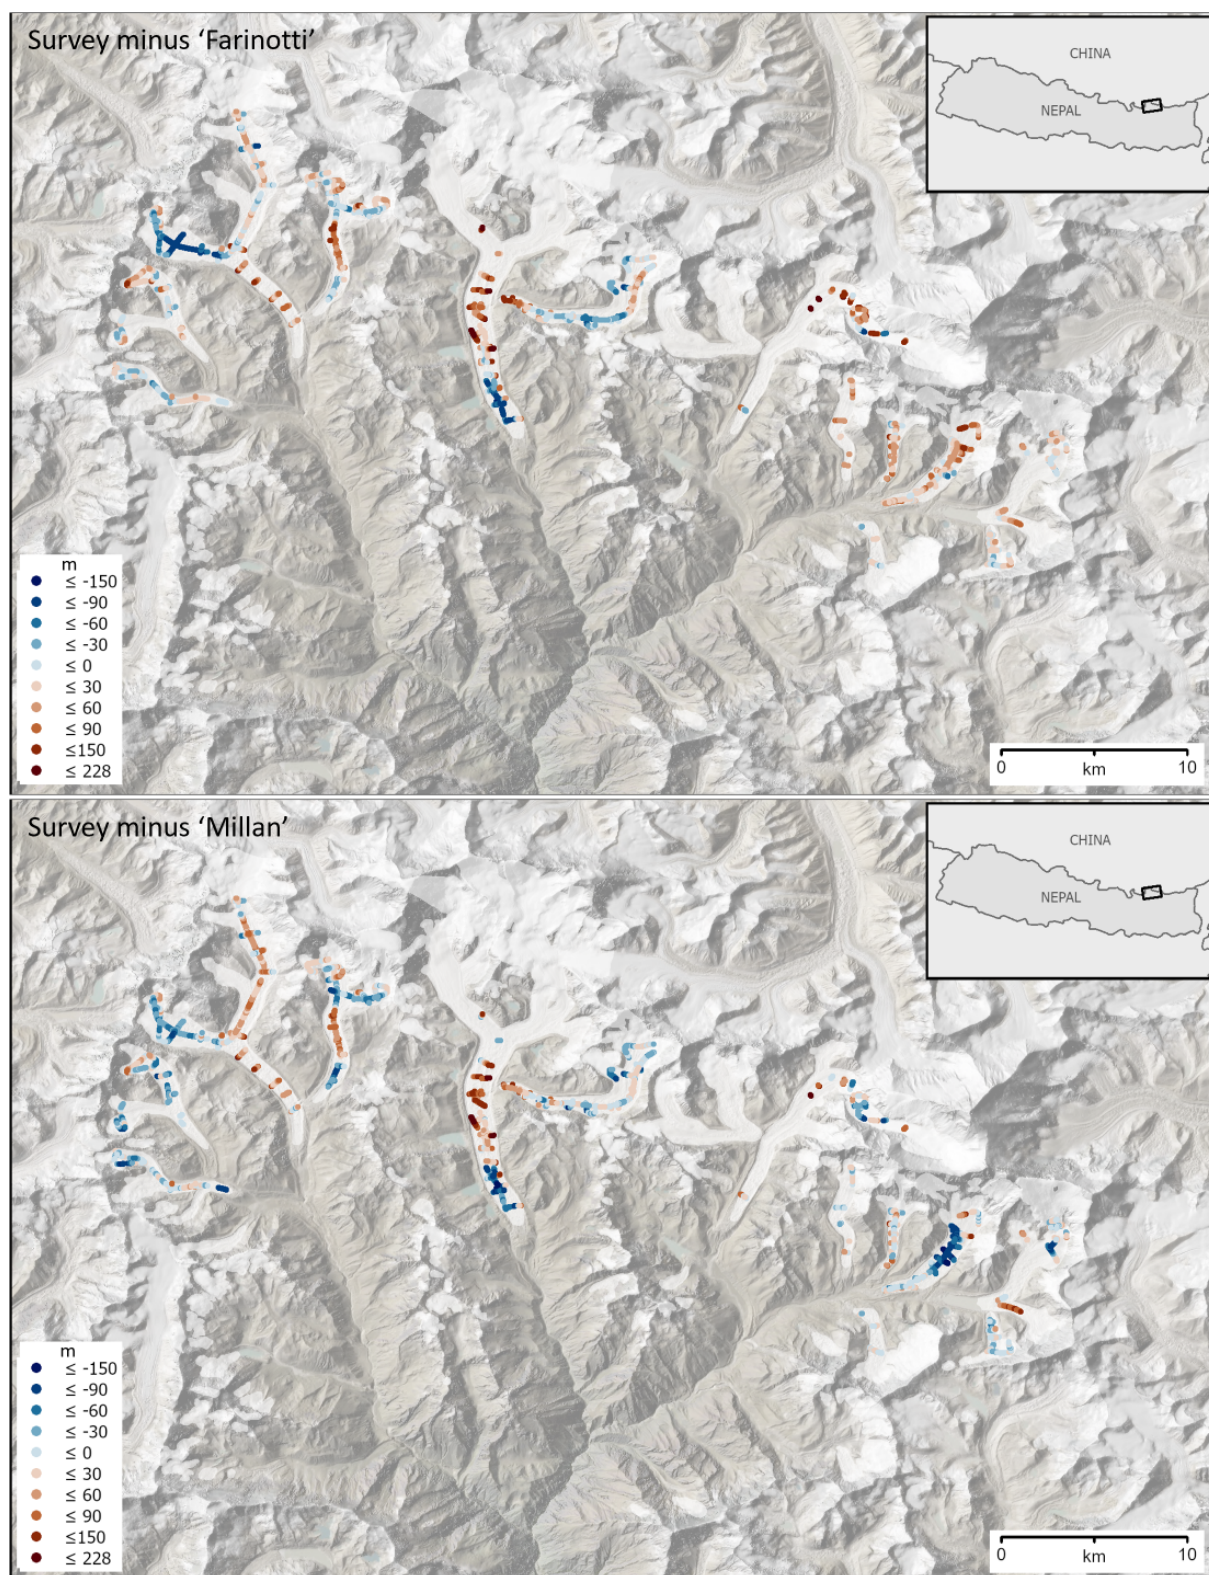 Survey minus ‘Farinotti’
CHINA
NEPAL
m
≤ -150
≤ -90
≤ -60
≤ -30
≤ 0
≤ 30
≤ 60
≤ 90
≤150
≤ 228
0 km 10
Survey minus ‘Millan’
CHINA
NEPAL
m
≤ -150
≤ -90
≤ -60
≤ -30
≤ 0
≤ 30
≤ 60
≤ 90
≤150
≤ 228
0 km 10